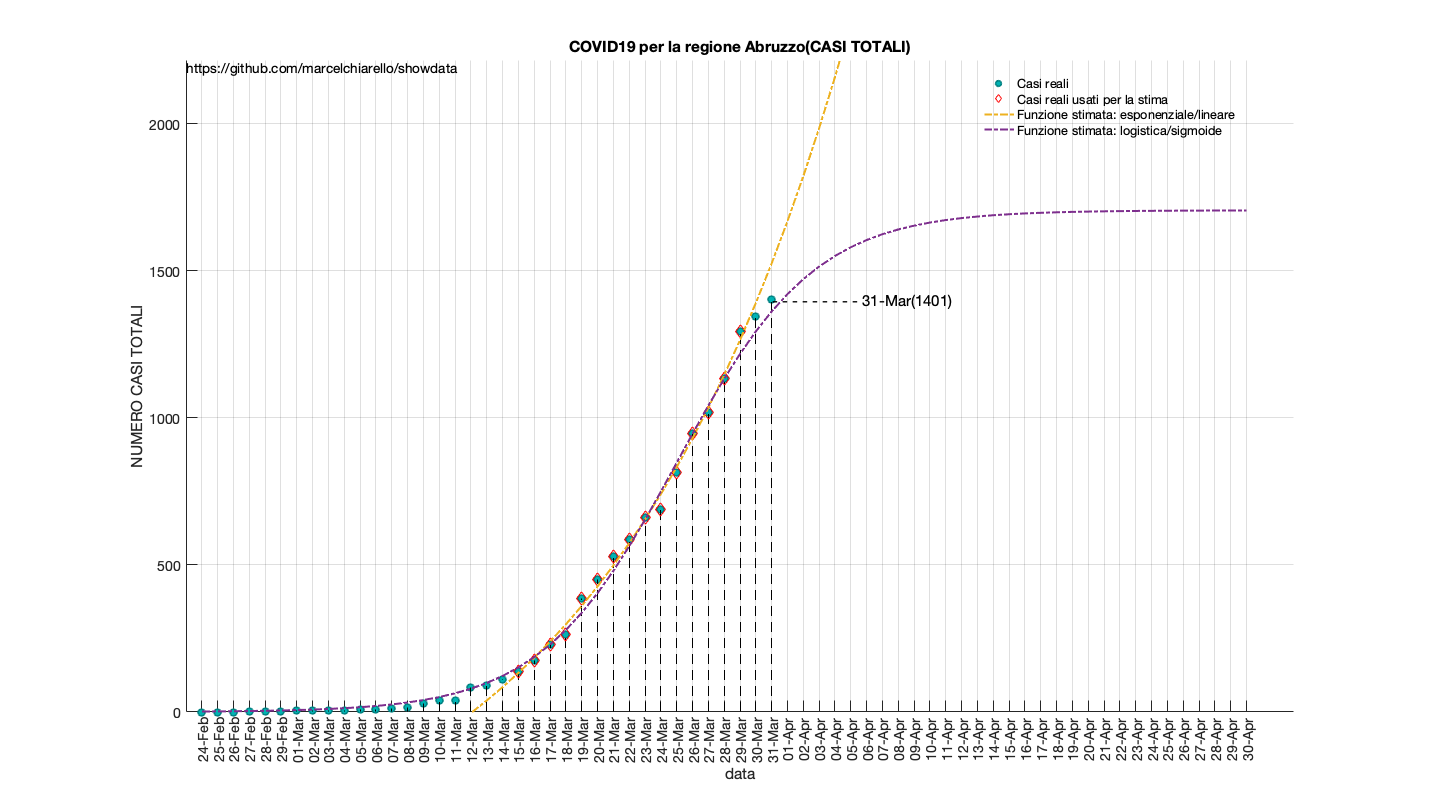 COVID19 per la regione Abruzzo(CASI TOTALI)
https://github.com/marcelchiarello/showdata
Casi reali
Casi reali usati per la stima
Funzione stimata: esponenziale/lineare
Funzione stimata: logistica/sigmoide
2000
1500
1000
500
0
NUMERO CASI TOTALI
31-Mar(1401)
24-Feb
25-Feb
26-Feb
27-Feb
28-Feb
29-Feb
01-Mar
02-Mar
03-Mar
04-Mar
05-Mar
06-Mar
07-Mar
08-Mar
09-Mar
10-Mar
11-Mar
12-Mar
13-Mar
14-Mar
15-Mar
16-Mar
17-Mar
18-Mar
19-Mar
20-Mar
21-Mar
22-Mar
23-Mar
24-Mar
25-Mar
26-Mar
27-Mar
28-Mar
29-Mar
30-Mar
31-Mar
01-Apr
02-Apr
03-Apr
04-Apr
05-Apr
06-Apr
07-Apr
08-Apr
09-Apr
10-Apr
11-Apr
12-Apr
13-Apr
14-Apr
15-Apr
16-Apr
17-Apr
18-Apr
19-Apr
20-Apr
21-Apr
22-Apr
23-Apr
24-Apr
25-Apr
26-Apr
27-Apr
28-Apr
29-Apr
30-Apr
data